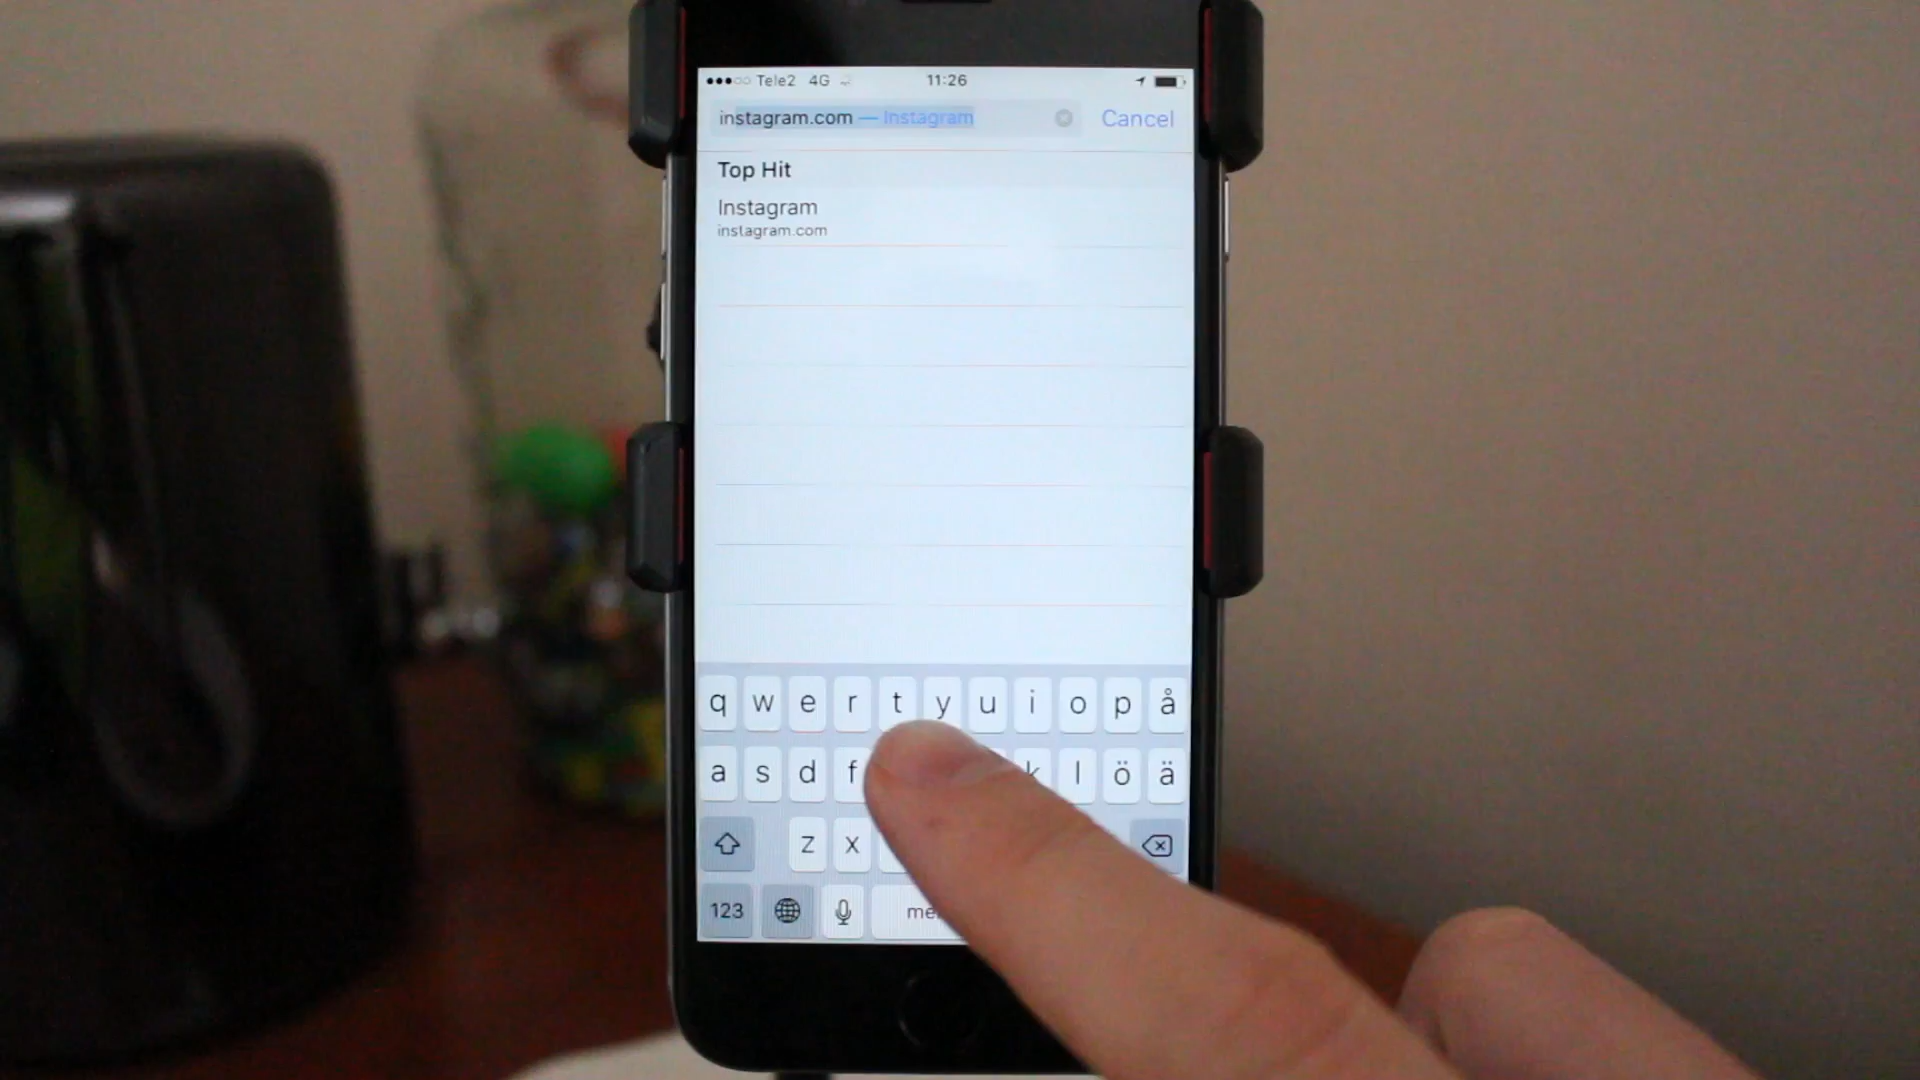 Tele2 4G 11:26
instagram.com — Instagram Cancel
Top Hit
Instagram
instagram.com
q w e r t y u i o p å
a s d f k l ö ä
z x
123